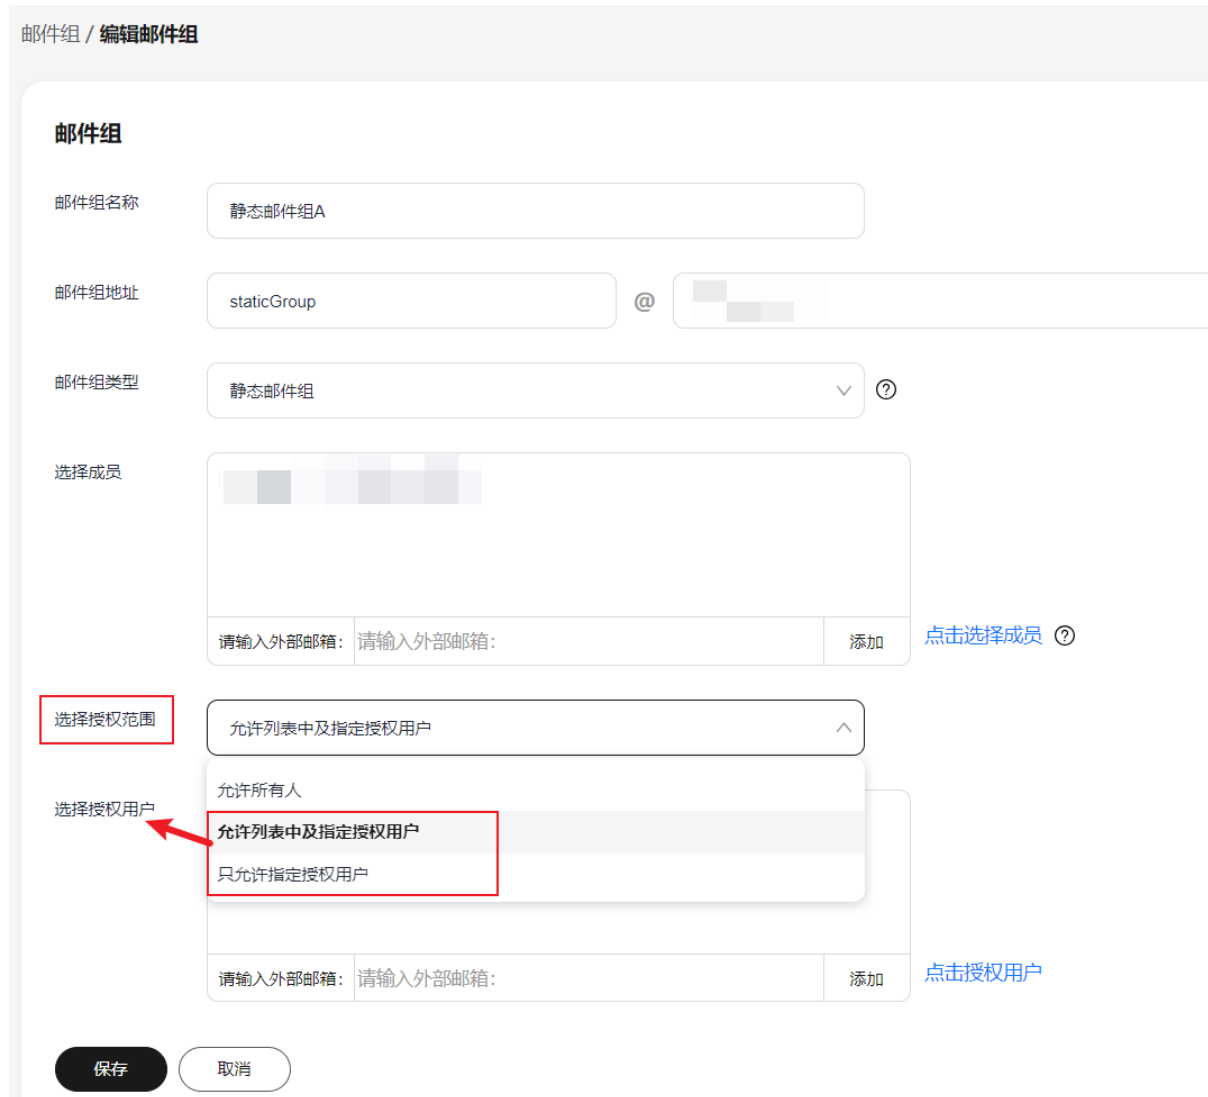 邮件组 / 编辑邮件组
邮件组
邮件组名称
静态邮件组A
邮件组地址
staticGroup
@
邮件组类型
静态邮件组
选择成员
请输入外部邮箱：
请输入外部邮箱：
添加
点击选择成员
选择授权范围
允许列表中及指定授权用户
允许所有人
选择授权用户
允许列表中及指定授权用户
只允许指定授权用户
请输入外部邮箱：
请输入外部邮箱：
添加
点击授权用户
保存
取消